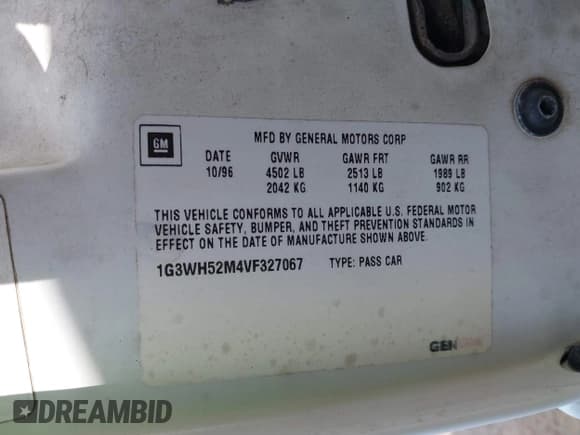 GM
MFD BY GENERAL MOTORS CORP
DATE GVWR GAWR FRT GAWR RR
10/96 4502 LB 2513 LB 1989 LB
2042 KG 1140 KG 902 KG
THIS VEHICLE CONFORMS TO ALL APPLICABLE U.S. FEDERAL MOTOR
VEHICLE SAFETY, BUMPER, AND THEFT PREVENTION STANDARDS IN
EFFECT ON THE DATE OF MANUFACTURE SHOWN ABOVE.
1G3WH52M4VF327067 TYPE: PASS CAR
DREAMBID